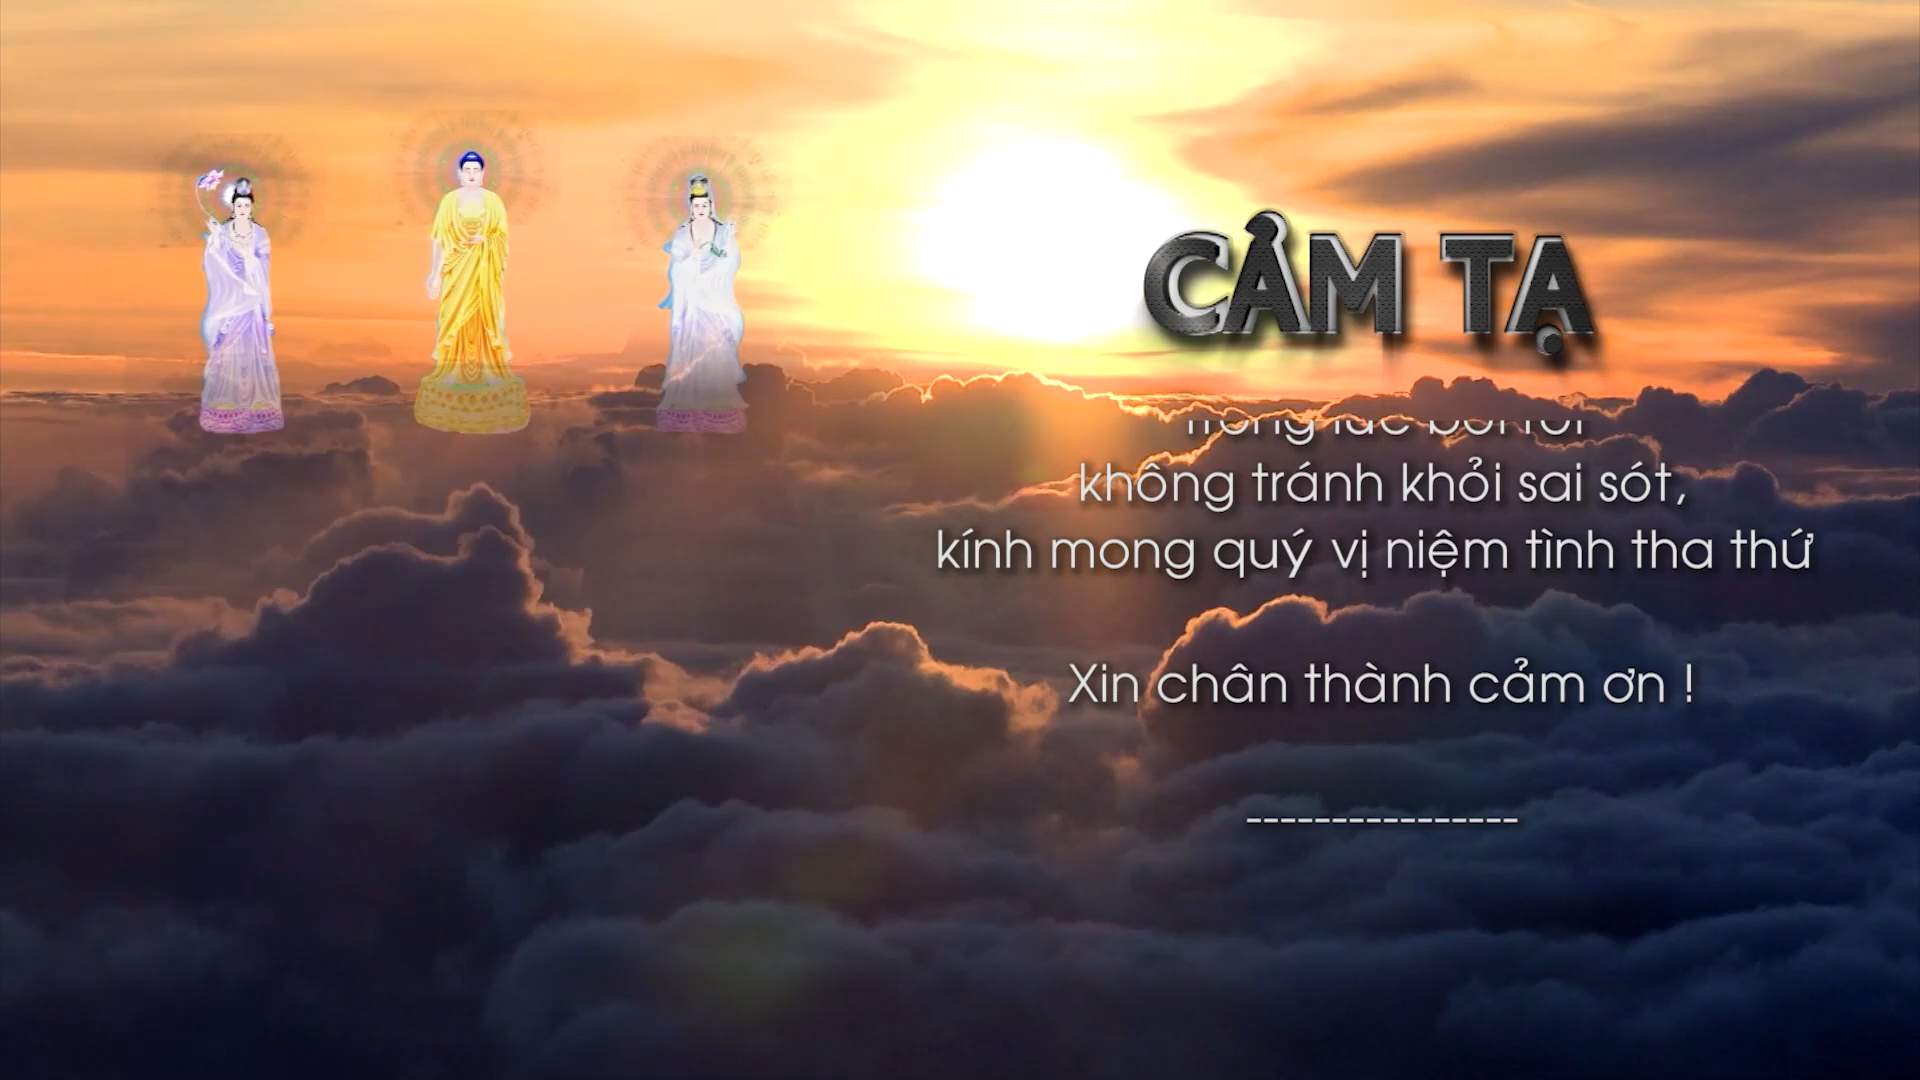 CẢM TẠ
không tránh khỏi sai sót,
kính mong quý vị niệm tình tha thứ
Xin chân thành cảm ơn !
----------------